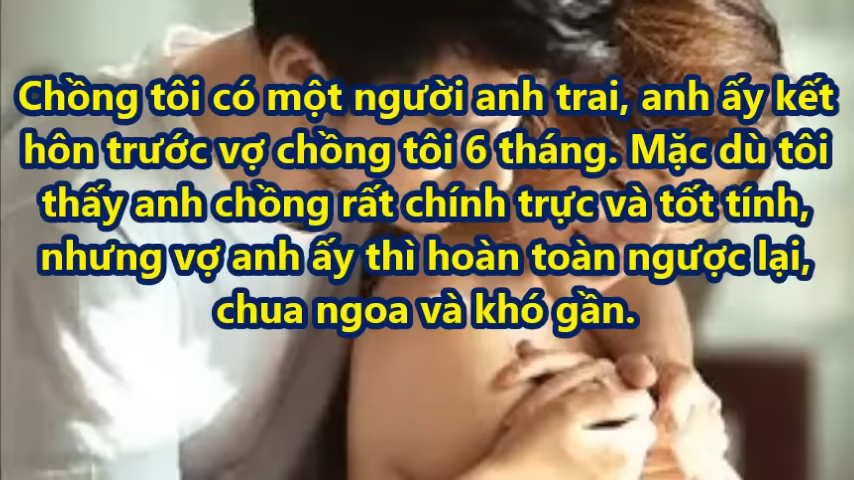 Chồng tôi có một người anh trai, anh ấy kết
hôn trước vợ chồng tôi 6 tháng. Mặc dù tôi
thấy anh chồng rất chính trực và tốt tính,
nhưng vợ anh ấy thì hoàn toàn ngược lại,
chua ngoa và khó gần.